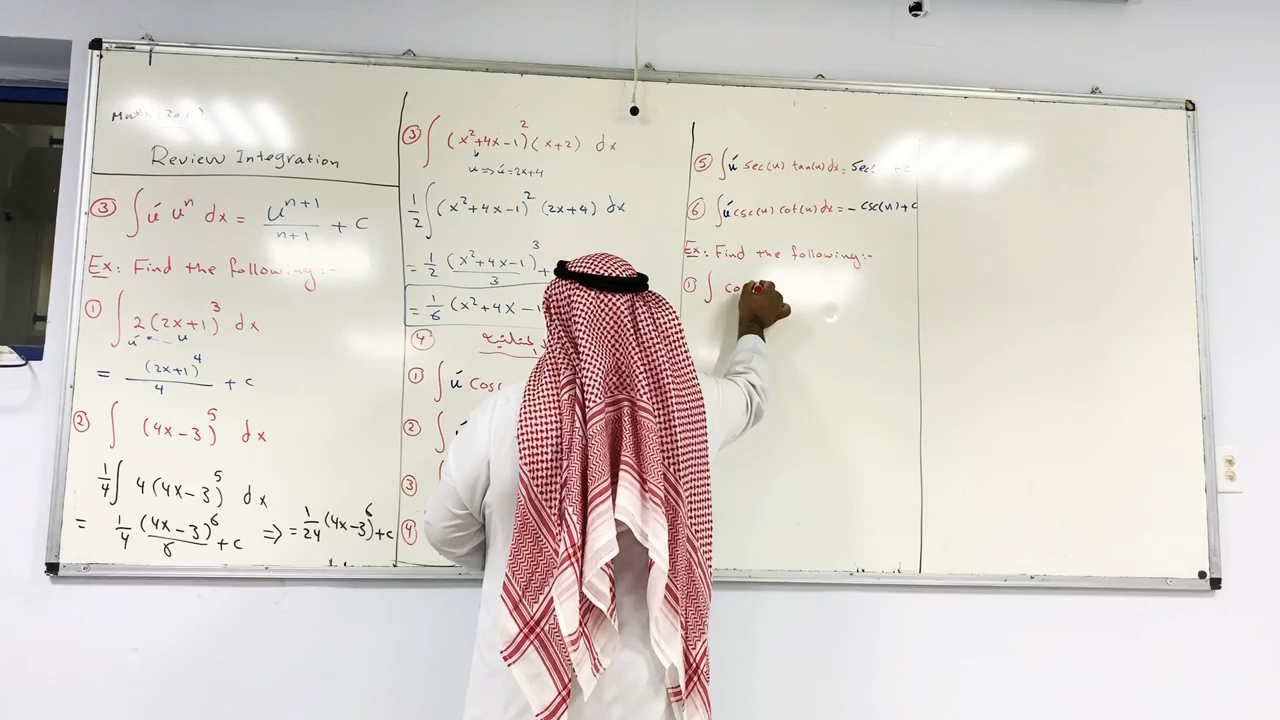 Math (201)
Review Integration
③ ∫ ú uⁿ dx = uⁿ⁺¹/n+1 + c
Ex: Find the following:-
① ∫ 2(2x+1)³ dx
ú u
= (2x+1)⁴/4 + c
② ∫ (4x-3)⁵ dx
1/4 ∫ 4(4x-3)⁵ dx
= 1/4 (4x-3)⁶/6 + c ⇒ = 1/24 (4x-3)⁶ + c
③ ∫ (x²+4x-1)² (x+2) dx
u ⇒ ú = 2x+4
1/2 ∫ (x²+4x-1)² (2x+4) dx
= 1/2 (x²+4x-1)³/3 +
= 1/6 (x²+4x-1
④
① ∫ ú cos(
② ∫
③ ∫
④
⑤ ∫ ú sec(u) tan(u) dx = sec( + c
⑥ ∫ ú csc(u) cot(u) dx = - csc(u) + c
Ex: Find the following:-
① ∫ co